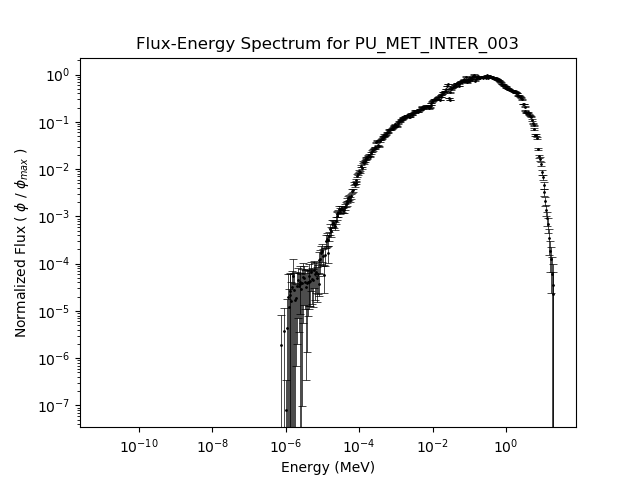 Flux-Energy Spectrum for PU_MET_INTER_003
Normalized Flux ( ϕ / ϕ_max )
10^0
10^-1
10^-2
10^-3
10^-4
10^-5
10^-6
10^-7
10^-10 10^-8 10^-6 10^-4 10^-2 10^0
Energy (MeV)